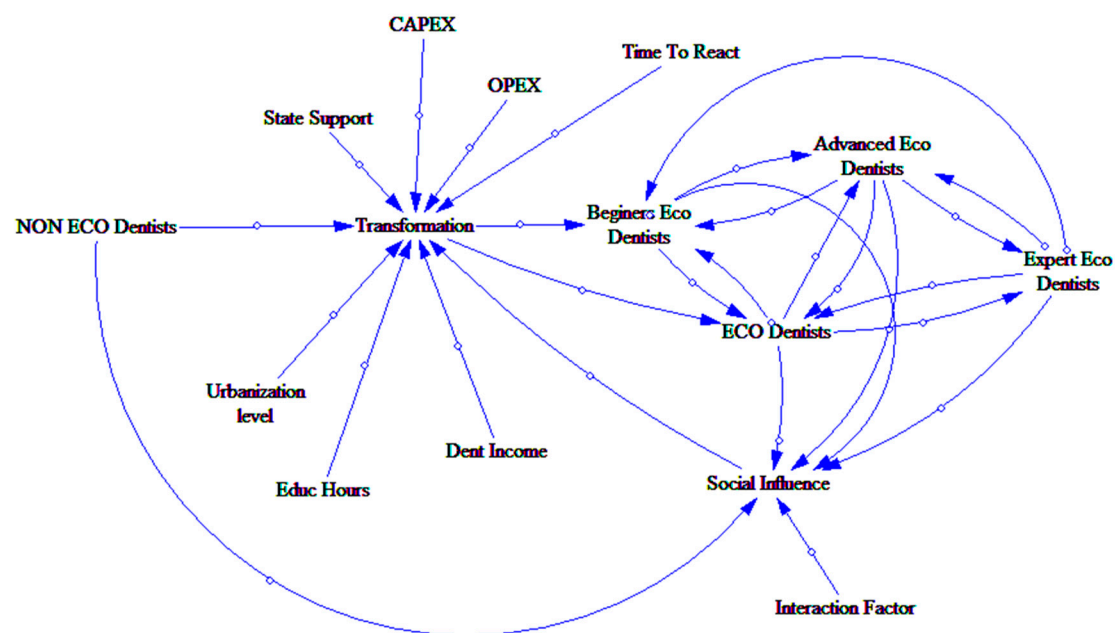 CAPEX
Time To React
OPEX
State Support
Advanced Eco
Dentists
NON ECO Dentists
Transformation
Beginers Eco
Dentists
Expert Eco
Dentists
ECO Dentists
Urbanization
level
Dent Income
Educ Hours
Social Influence
Interaction Factor